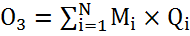 O₃ = ∑ᵢ₌₁ᴺ Mᵢ × Qᵢ